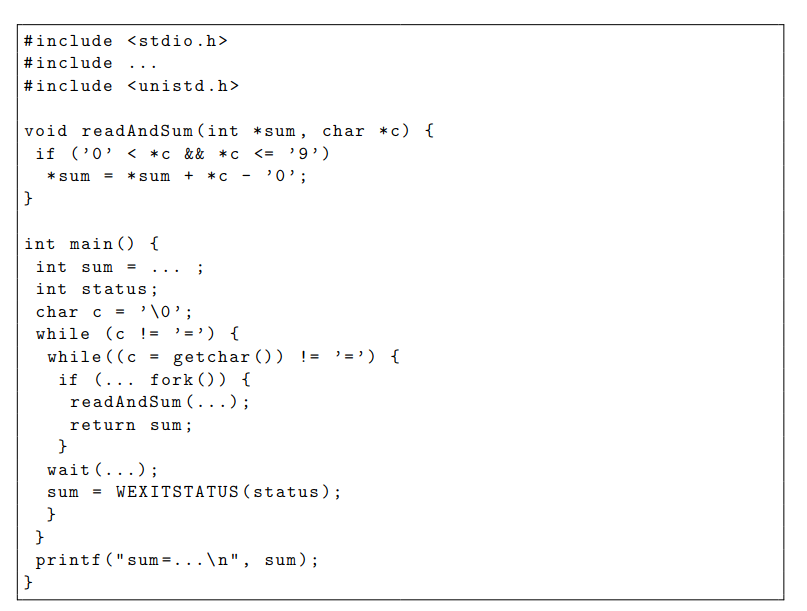 #include <stdio.h>
#include ...
#include <unistd.h>
void readAndSum(int *sum, char *c) {
if ('0' < *c && *c <= '9')
*sum = *sum + *c - '0';
}
int main() {
int sum = ... ;
int status;
char c = '\0';
while (c != '=') {
while((c = getchar()) != '=') {
if (... fork()) {
readAndSum(...);
return sum;
}
wait(...);
sum = WEXITSTATUS(status);
}
}
printf("sum=...\n", sum);
}